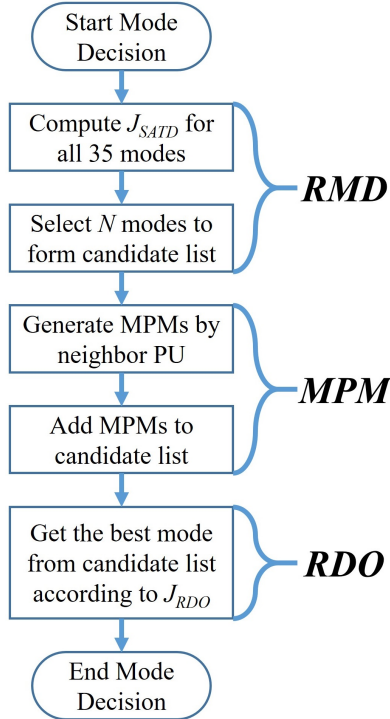 Start Mode
Decision
Compute J_SATD for
all 35 modes
RMD
Select N modes to
form candidate list
Generate MPMs by
neighbor PU
MPM
Add MPMs to
candidate list
Get the best mode
from candidate list
according to J_RDO
RDO
End Mode
Decision